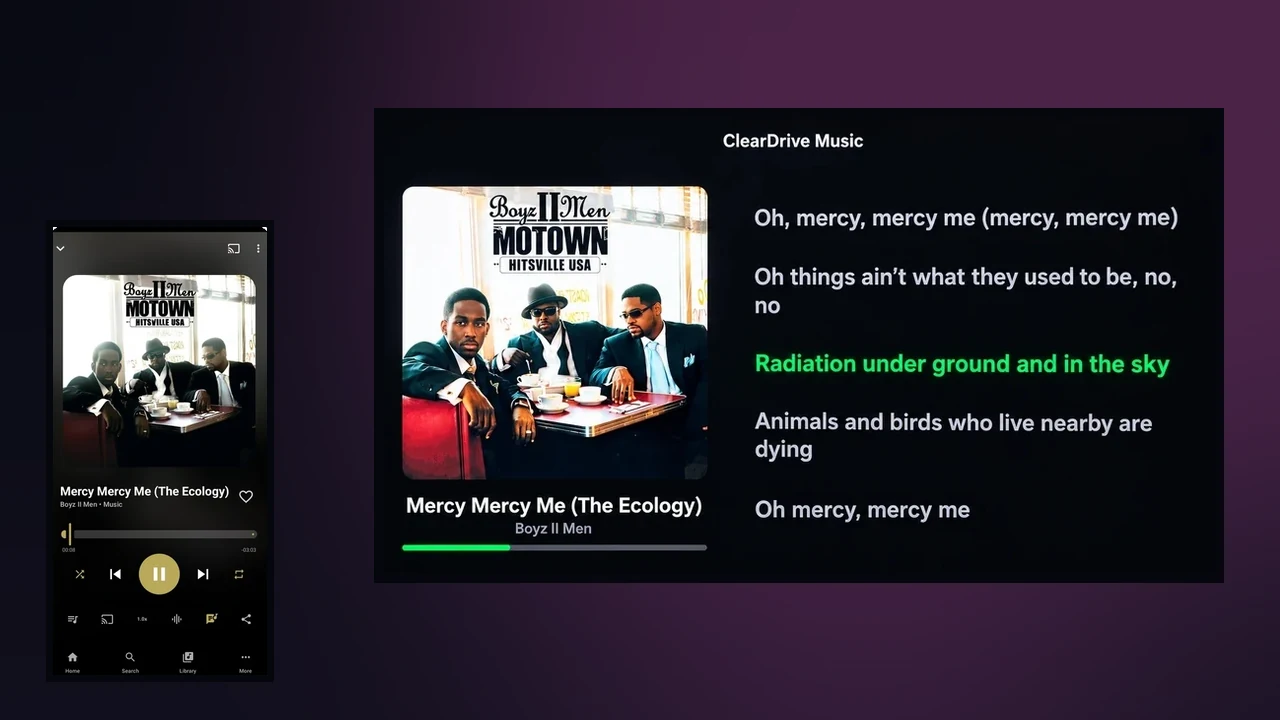 Boyz II Men
MOTOWN
HITSVILLE USA
Mercy Mercy Me (The Ecology)
Boyz II Men • Music
00:08
-03:03
1.0x
Home
Search
Library
More
ClearDrive Music
Boyz II Men
MOTOWN
HITSVILLE USA
Mercy Mercy Me (The Ecology)
Boyz II Men
Oh, mercy, mercy me (mercy, mercy me)
Oh things ain’t what they used to be, no,
no
Radiation under ground and in the sky
Animals and birds who live nearby are
dying
Oh mercy, mercy me